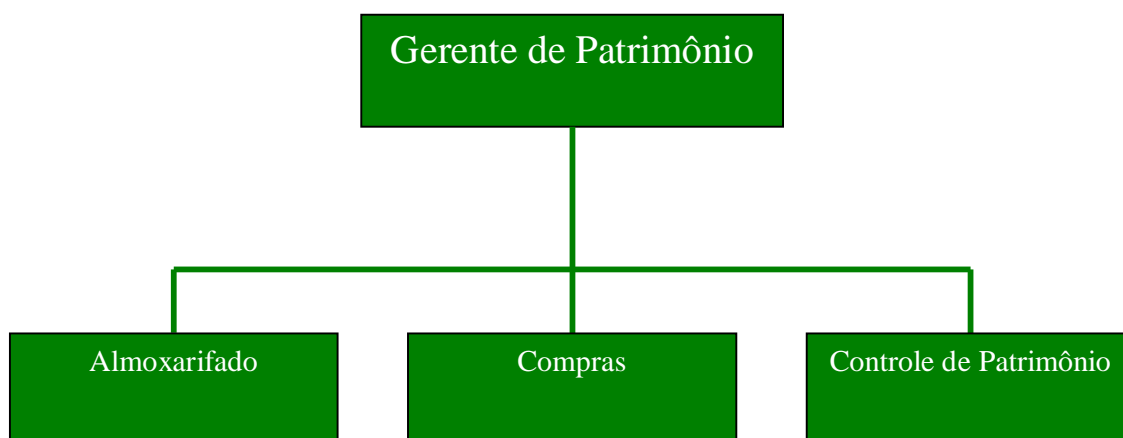 Gerente de Patrimônio
Almoxarifado
Compras
Controle de Patrimônio